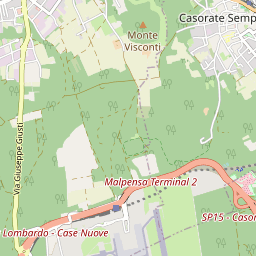 Casorate Semp
Monte
Visconti
Via Giuseppe Giusti
Malpensa Terminal 2
SP15 - Casor
Lombardo - Case Nuove